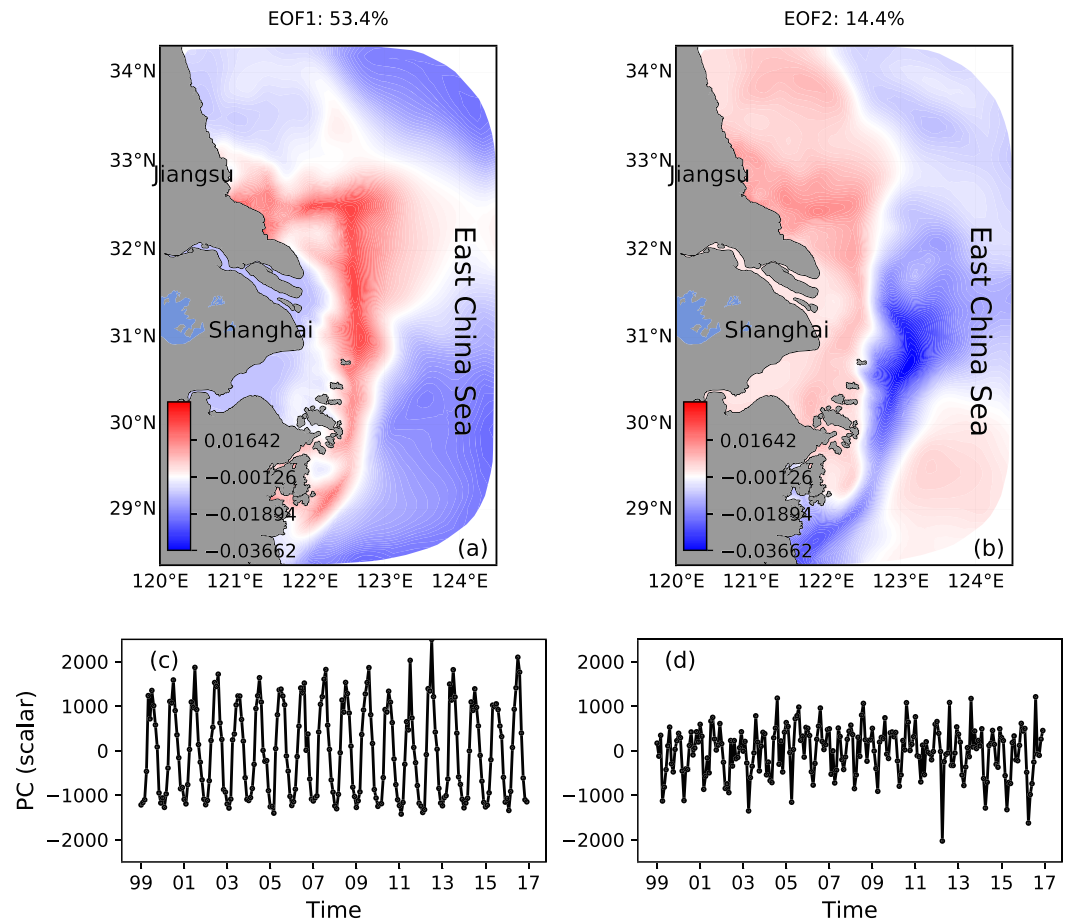 EOF1: 53.4%
EOF2: 14.4%
34°N
33°N
32°N
31°N
30°N
29°N
Jiangsu
Shanghai
East China Sea
0.01642
−0.00126
−0.01894
−0.03662
(a)
120°E 121°E 122°E 123°E 124°E
34°N
33°N
32°N
31°N
30°N
29°N
Jiangsu
Shanghai
East China Sea
0.01642
−0.00126
−0.01894
−0.03662
(b)
120°E 121°E 122°E 123°E 124°E
PC (scalar)
2000
1000
0
−1000
−2000
(c)
99 01 03 05 07 09 11 13 15 17
Time
2000
1000
0
−1000
−2000
(d)
99 01 03 05 07 09 11 13 15 17
Time